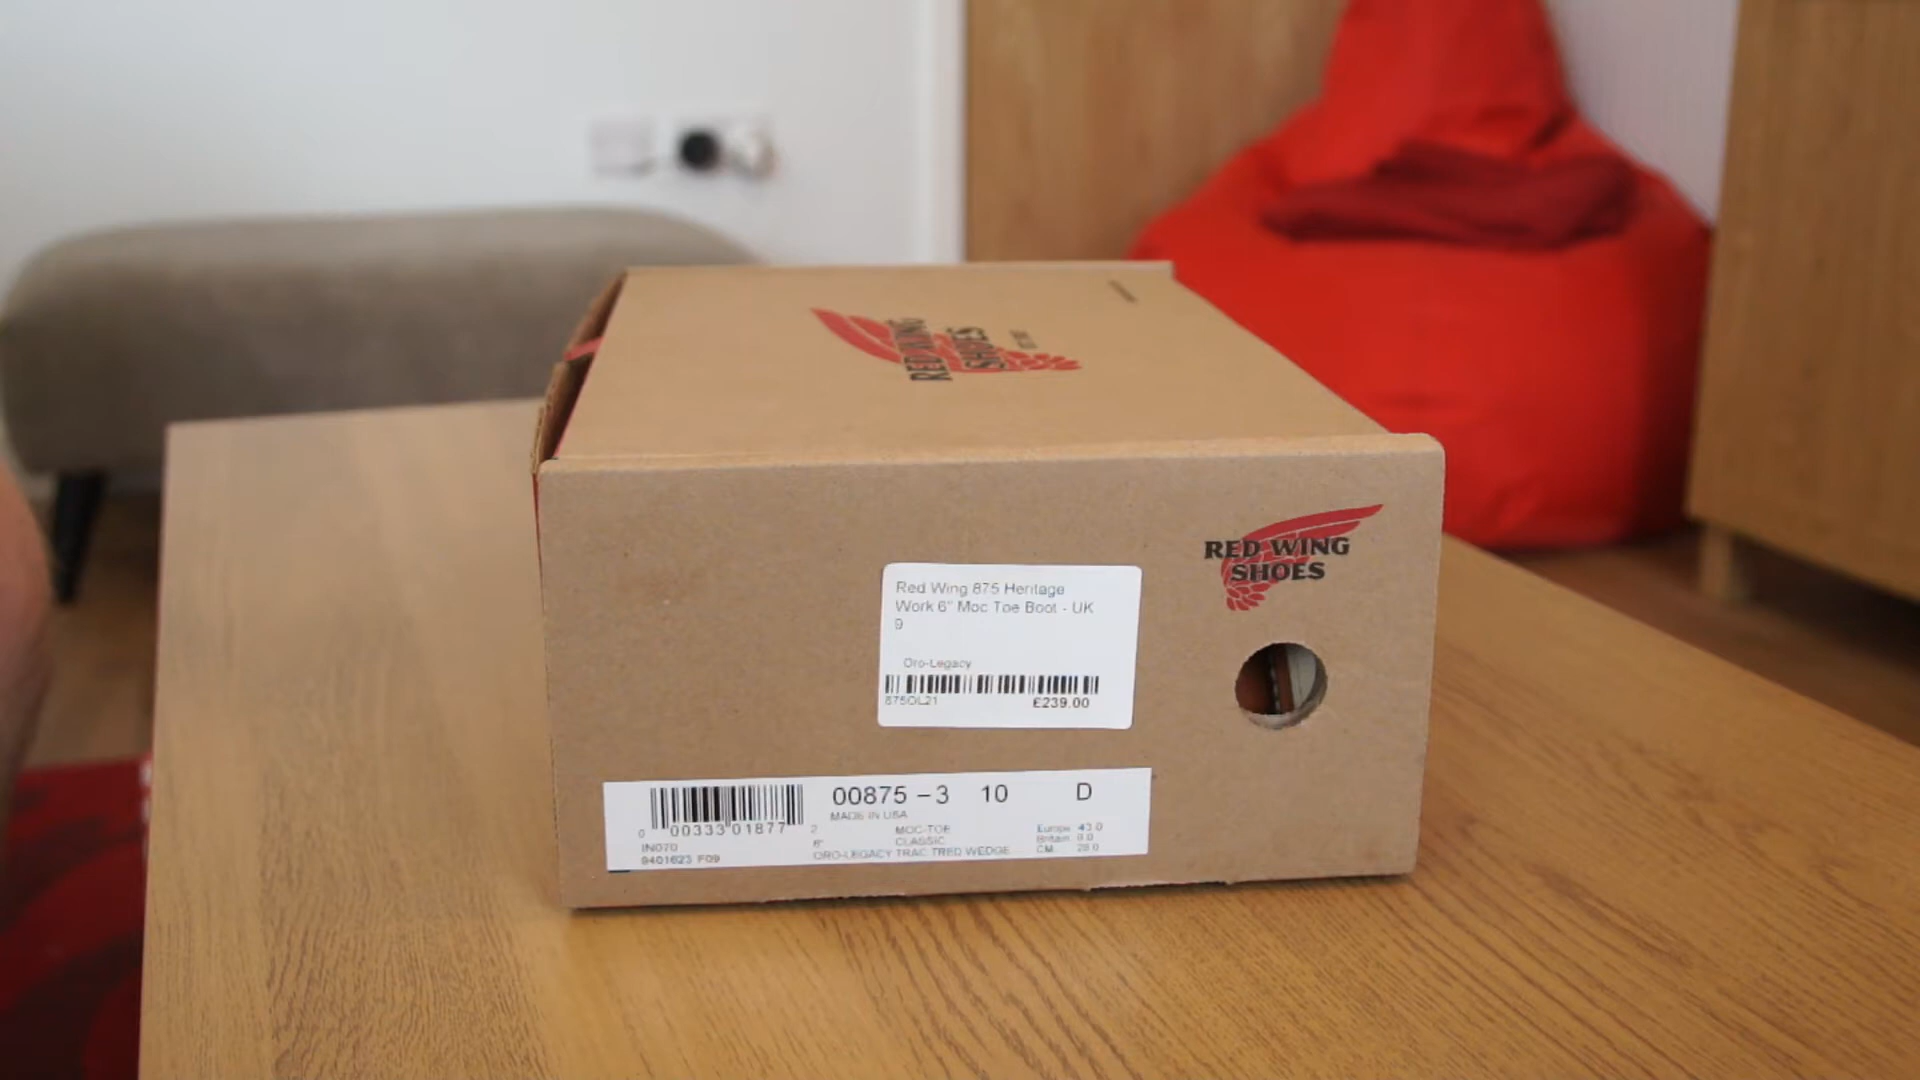 RED WING
SHOES
RED WING
SHOES
Red Wing 875 Heritage
Work 6" Moc Toe Boot - UK
9
Oro-Legacy
875OL21 £239.00
00875 - 3 10 D
MADE IN USA
0 00333 01877 2
MOC-TOE
6" CLASSIC
ORO-LEGACY TRAC TRED WEDGE
IN070
9401623 F09
Europe 43.0
Britain 9.0
CM. 28.0